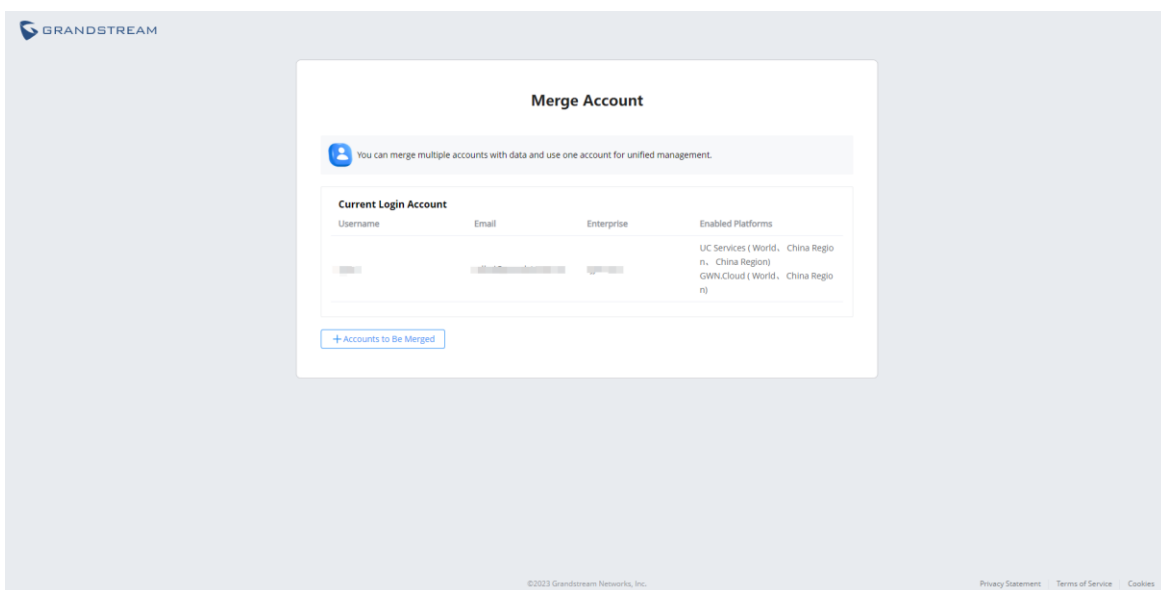 GRANDSTREAM
Merge Account
You can merge multiple accounts with data and use one account for unified management.
Current Login Account
Username Email Enterprise Enabled Platforms
UC Services ( World、 China Regio
n、 China Region)
GWN.Cloud ( World、 China Regio
n)
+ Accounts to Be Merged
©2023 Grandstream Networks, Inc.
Privacy Statement | Terms of Service | Cookies